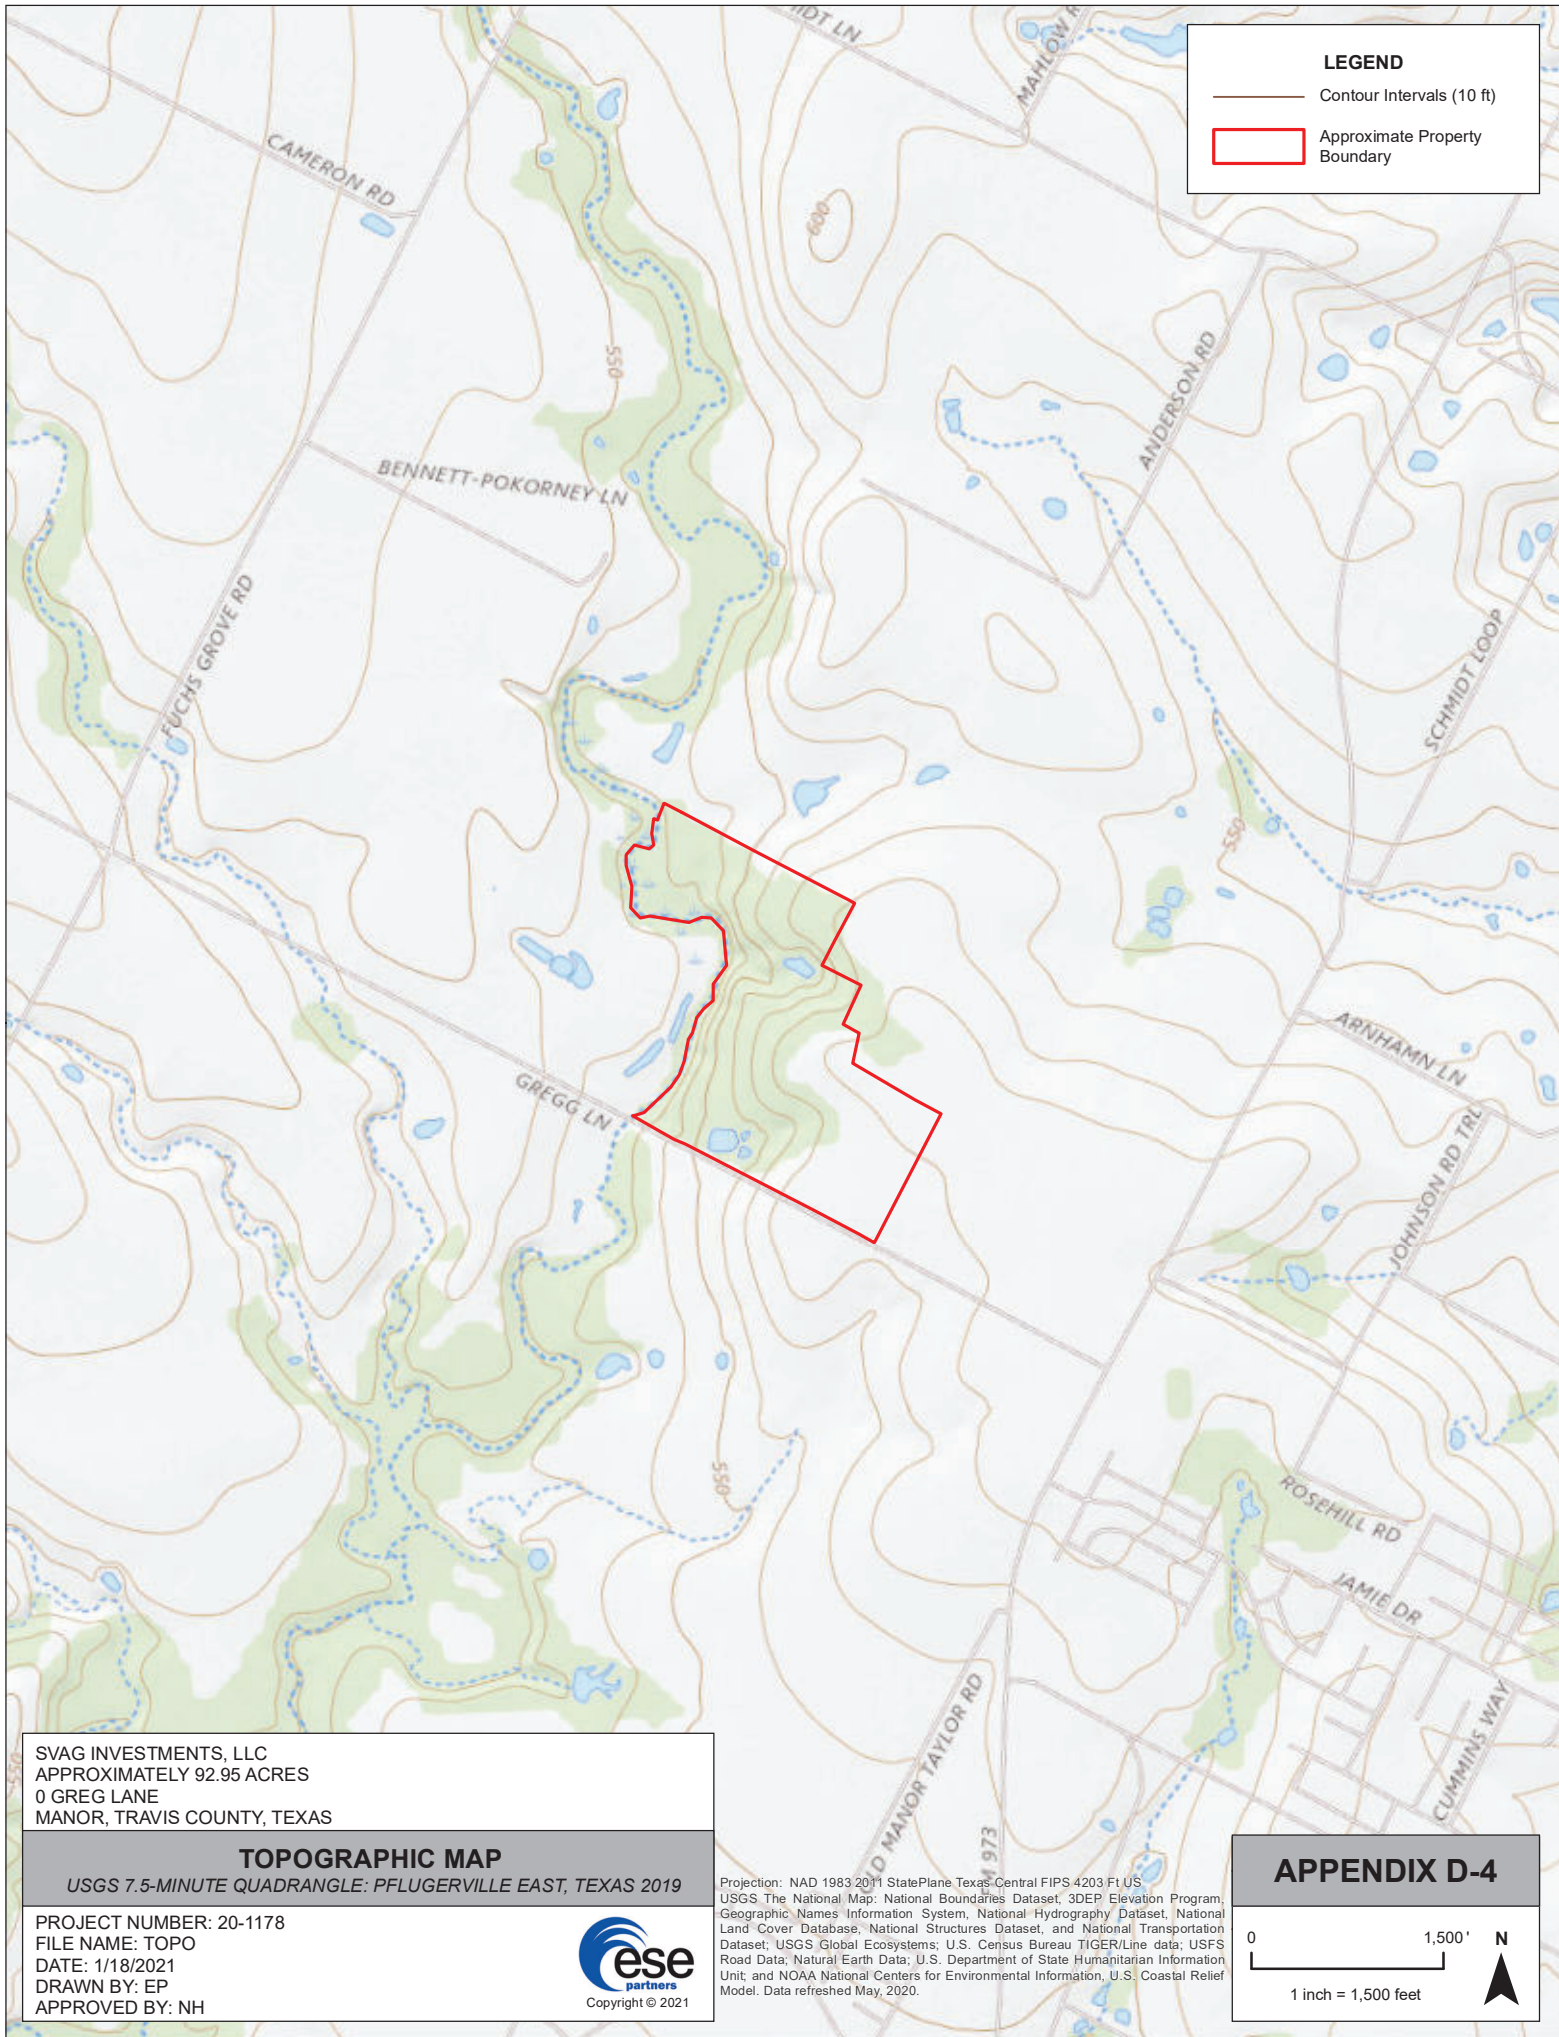 MAHLOW R
LEGEND
Contour Intervals (10 ft)
Approximate Property
Boundary
CAMERON RD
600
550
ANDERSON RD
BENNETT-POKORNEY LN
FUCHS GROVE RD
SCHMIDT LOOP
550
GREGG LN
ARNHAMN LN
JOHNSON RD TRL
550
ROSEHILL RD
JAMIE DR
OLD MANOR TAYLOR RD
FM 973
CUMMINS WAY
SVAG INVESTMENTS, LLC
APPROXIMATELY 92.95 ACRES
0 GREG LANE
MANOR, TRAVIS COUNTY, TEXAS
TOPOGRAPHIC MAP
USGS 7.5-MINUTE QUADRANGLE: PFLUGERVILLE EAST, TEXAS 2019
PROJECT NUMBER: 20-1178
FILE NAME: TOPO
DATE: 1/18/2021
DRAWN BY: EP
APPROVED BY: NH
ese
partners
Copyright © 2021
Projection: NAD 1983 2011 StatePlane Texas Central FIPS 4203 Ft US
USGS The National Map: National Boundaries Dataset, 3DEP Elevation Program,
Geographic Names Information System, National Hydrography Dataset, National
Land Cover Database, National Structures Dataset, and National Transportation
Dataset; USGS Global Ecosystems; U.S. Census Bureau TIGER/Line data; USFS
Road Data; Natural Earth Data; U.S. Department of State Humanitarian Information
Unit; and NOAA National Centers for Environmental Information, U.S. Coastal Relief
Model. Data refreshed May, 2020.
APPENDIX D-4
0 1,500 ' N
1 inch = 1,500 feet